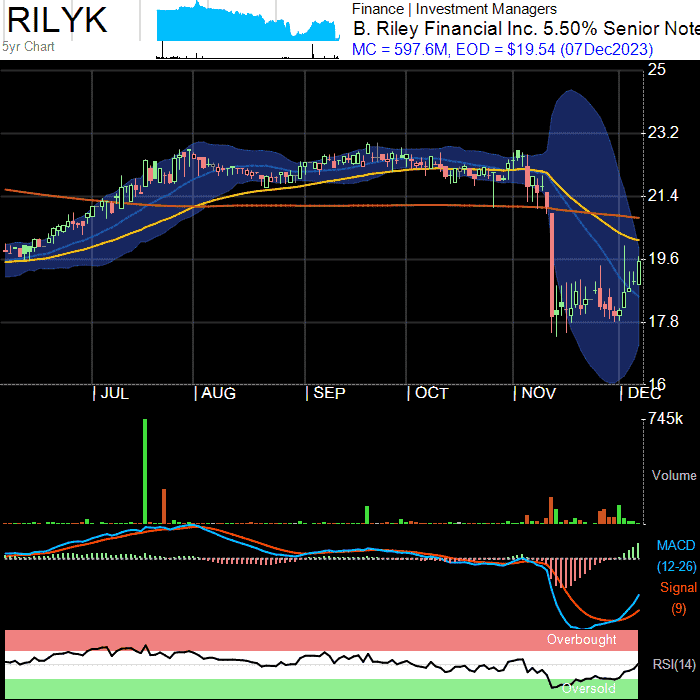 RILYK
5yr Chart
Finance | Investment Managers
B. Riley Financial Inc. 5.50% Senior Note
MC = 597.6M, EOD = $19.54 (07Dec2023)
25
23.2
21.4
19.6
17.8
16
JUL AUG SEP OCT NOV DEC
745k
Volume
MACD
(12-26)
Signal
(9)
Overbought
RSI(14)
Oversold